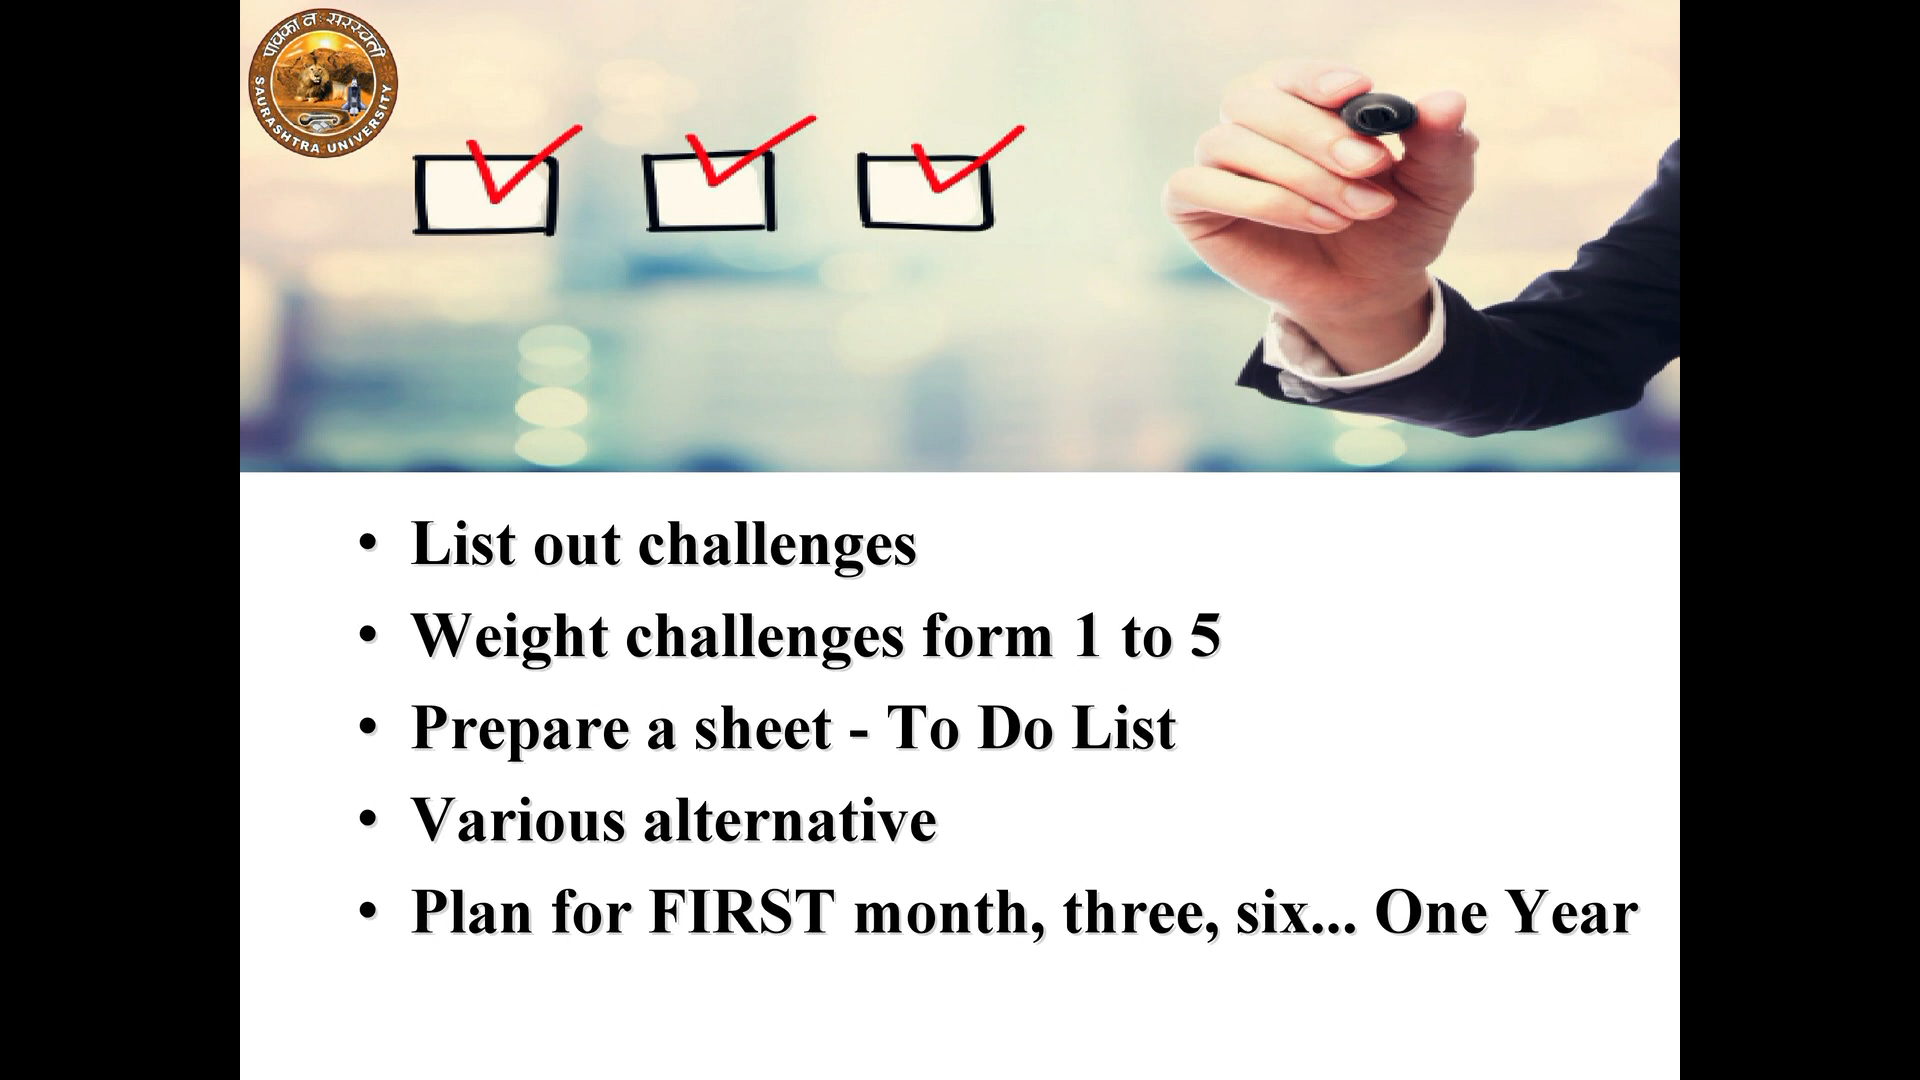 पावका नः सरस्वती
SAURASHTRA UNIVERSITY
• List out challenges
• Weight challenges form 1 to 5
• Prepare a sheet - To Do List
• Various alternative
• Plan for FIRST month, three, six... One Year